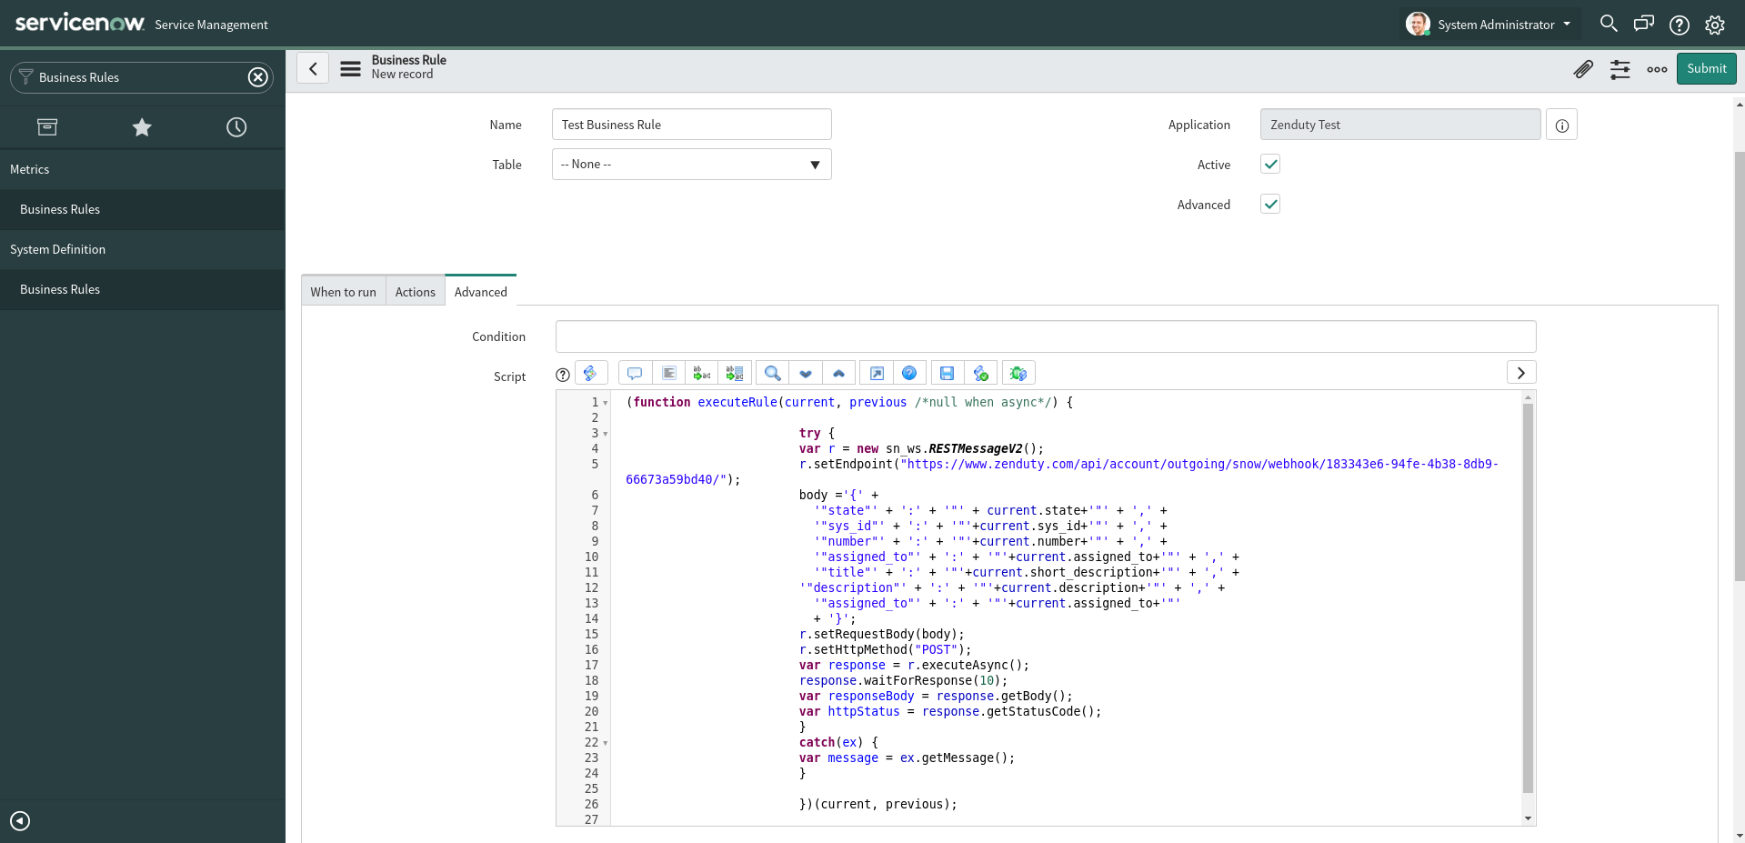 servicenow Service Management
System Administrator
Business Rules
Metrics
Business Rules
System Definition
Business Rules
Business Rule
New record
Submit
Name
Test Business Rule
Application
Zenduty Test
Table
-- None --
Active
Advanced
When to run
Actions
Advanced
Condition
Script
1 (function executeRule(current, previous /*null when async*/) {
2
3 try {
4 var r = new sn_ws.RESTMessageV2();
5 r.setEndpoint("https://www.zenduty.com/api/account/outgoing/snow/webhook/183343e6-94fe-4b38-8db9-
66673a59bd40/");
6 body ='{' +
7 '"state"' + ':' + '"' + current.state+'"' + ',' +
8 '"sys_id"' + ':' + '"'+current.sys_id+'"' + ',' +
9 '"number"' + ':' + '"'+current.number+'"' + ',' +
10 '"assigned_to"' + ':' + '"'+current.assigned_to+'"' + ',' +
11 '"title"' + ':' + '"'+current.short_description+'"' + ',' +
12 '"description"' + ':' + '"'+current.description+'"' + ',' +
13 '"assigned_to"' + ':' + '"'+current.assigned_to+'"'
14 + '}';
15 r.setRequestBody(body);
16 r.setHttpMethod("POST");
17 var response = r.executeAsync();
18 response.waitForResponse(10);
19 var responseBody = response.getBody();
20 var httpStatus = response.getStatusCode();
21 }
22 catch(ex) {
23 var message = ex.getMessage();
24 }
25
26 })(current, previous);
27